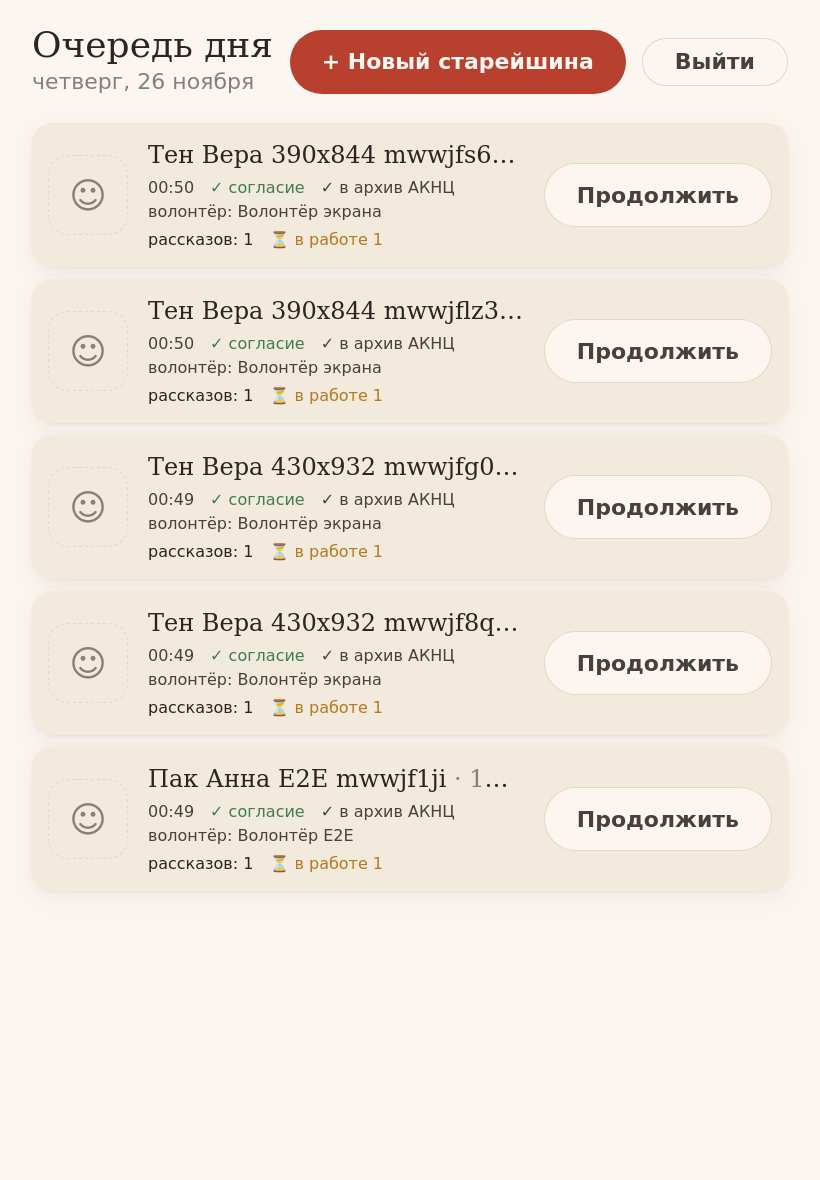 Очередь дня
четверг, 26 ноября
+ Новый старейшина
Выйти
Тен Вера 390x844 mwwjfs6…
00:50 ✓ согласие ✓ в архив АКНЦ
волонтёр: Волонтёр экрана
рассказов: 1 ⏳ в работе 1
Продолжить
Тен Вера 390x844 mwwjflz3…
00:50 ✓ согласие ✓ в архив АКНЦ
волонтёр: Волонтёр экрана
рассказов: 1 ⏳ в работе 1
Продолжить
Тен Вера 430x932 mwwjfg0…
00:49 ✓ согласие ✓ в архив АКНЦ
волонтёр: Волонтёр экрана
рассказов: 1 ⏳ в работе 1
Продолжить
Тен Вера 430x932 mwwjf8q…
00:49 ✓ согласие ✓ в архив АКНЦ
волонтёр: Волонтёр экрана
рассказов: 1 ⏳ в работе 1
Продолжить
Пак Анна E2E mwwjf1ji · 1…
00:49 ✓ согласие ✓ в архив АКНЦ
волонтёр: Волонтёр E2E
рассказов: 1 ⏳ в работе 1
Продолжить